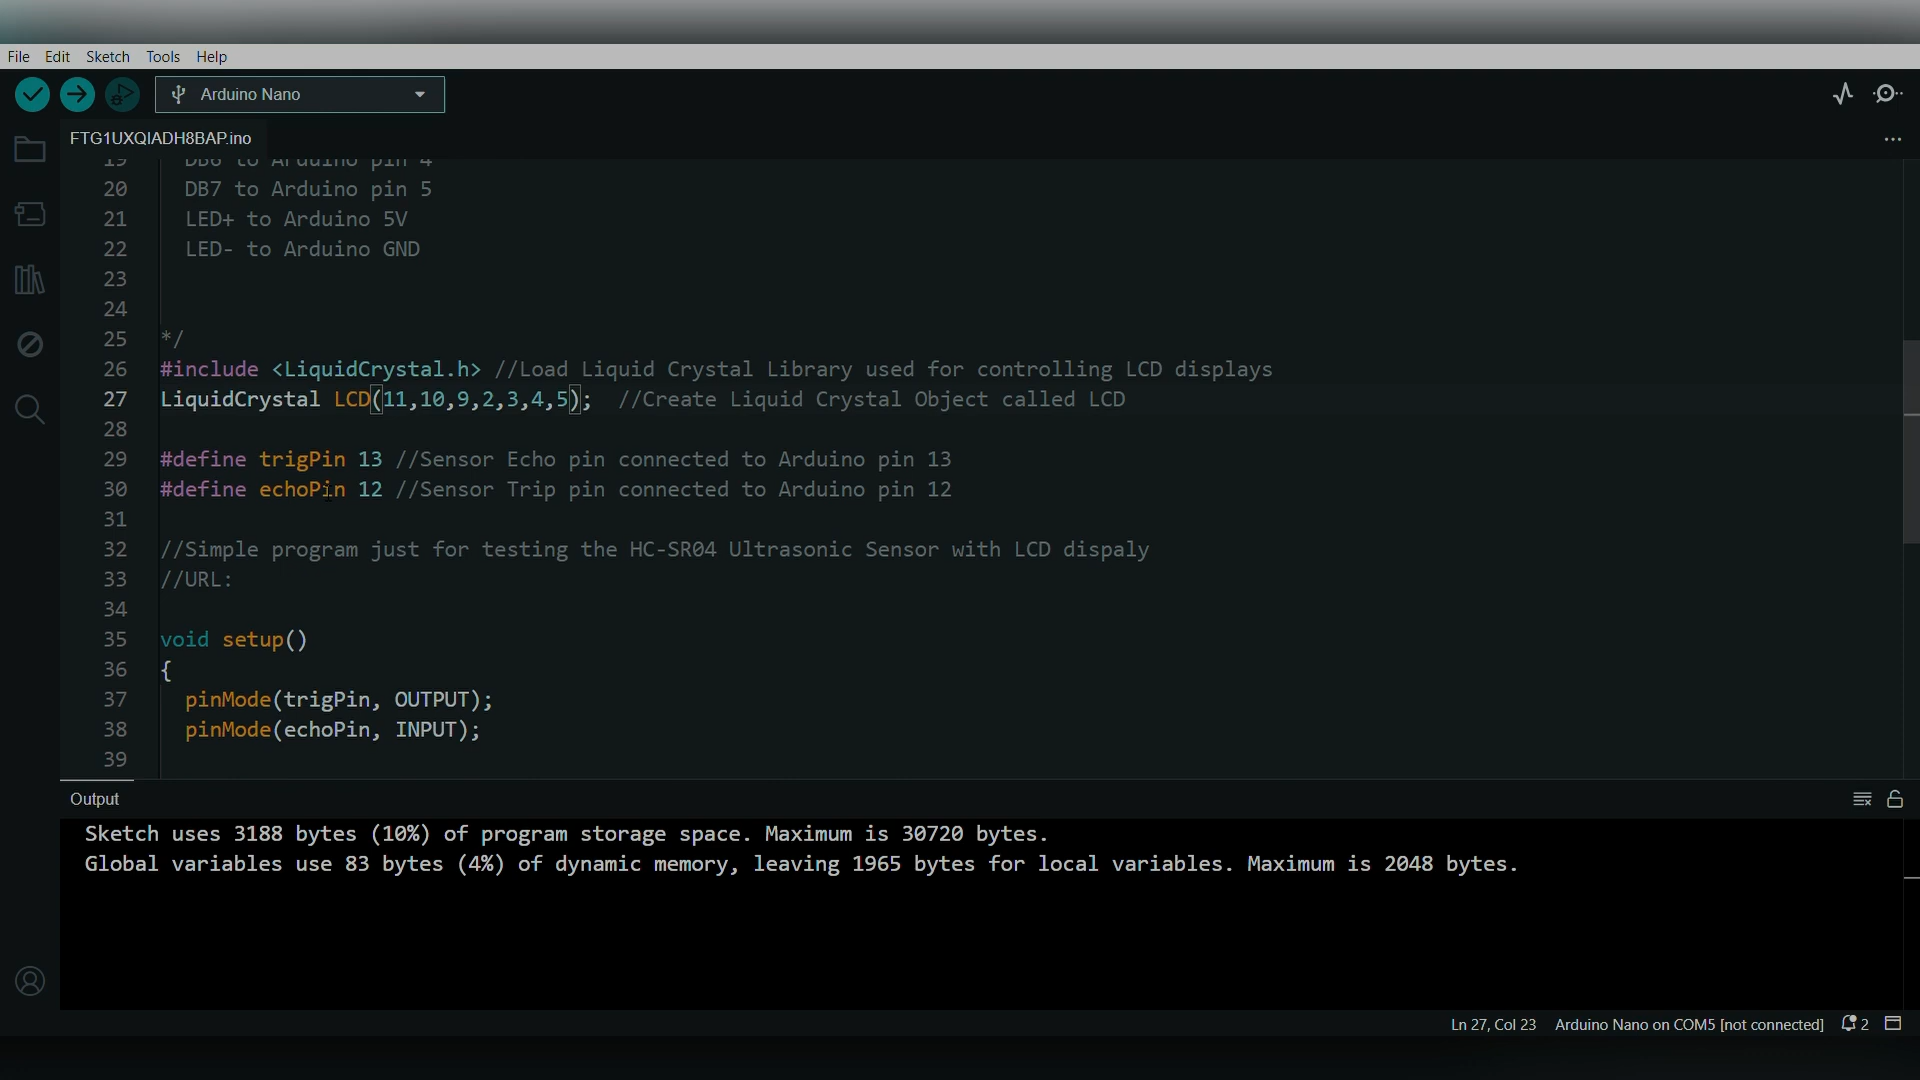 File Edit Sketch Tools Help
Arduino Nano
FTG1UXQIADH8BAP.ino
19 DB6 to Arduino pin 4
20 DB7 to Arduino pin 5
21 LED+ to Arduino 5V
22 LED- to Arduino GND
23
24
25 */
26 #include <LiquidCrystal.h> //Load Liquid Crystal Library used for controlling LCD displays
27 LiquidCrystal LCD(11,10,9,2,3,4,5); //Create Liquid Crystal Object called LCD
28
29 #define trigPin 13 //Sensor Echo pin connected to Arduino pin 13
30 #define echoPin 12 //Sensor Trip pin connected to Arduino pin 12
31
32 //Simple program just for testing the HC-SR04 Ultrasonic Sensor with LCD dispaly
33 //URL:
34
35 void setup()
36 {
37 pinMode(trigPin, OUTPUT);
38 pinMode(echoPin, INPUT);
39
Output
Sketch uses 3188 bytes (10%) of program storage space. Maximum is 30720 bytes.
Global variables use 83 bytes (4%) of dynamic memory, leaving 1965 bytes for local variables. Maximum is 2048 bytes.
Ln 27, Col 23 Arduino Nano on COM5 [not connected] 2